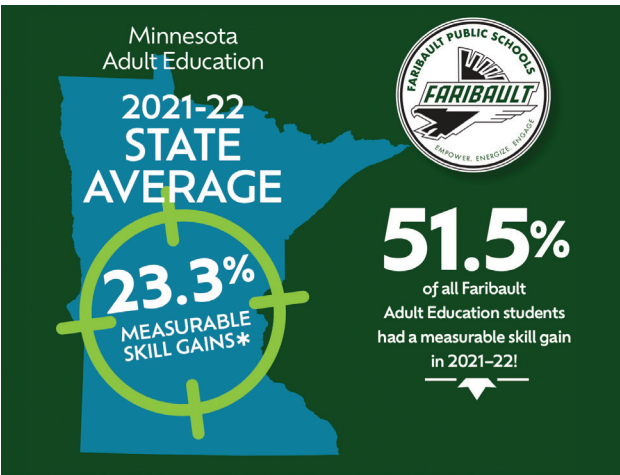 Minnesota
Adult Education
2021-22
STATE
AVERAGE
23.3%
MEASURABLE
SKILL GAINS*
FARIBAULT PUBLIC SCHOOLS
FARIBAULT
EMPOWER. ENERGIZE. ENGAGE
51.5%
of all Faribault
Adult Education students
had a measurable skill gain
in 2021–22!